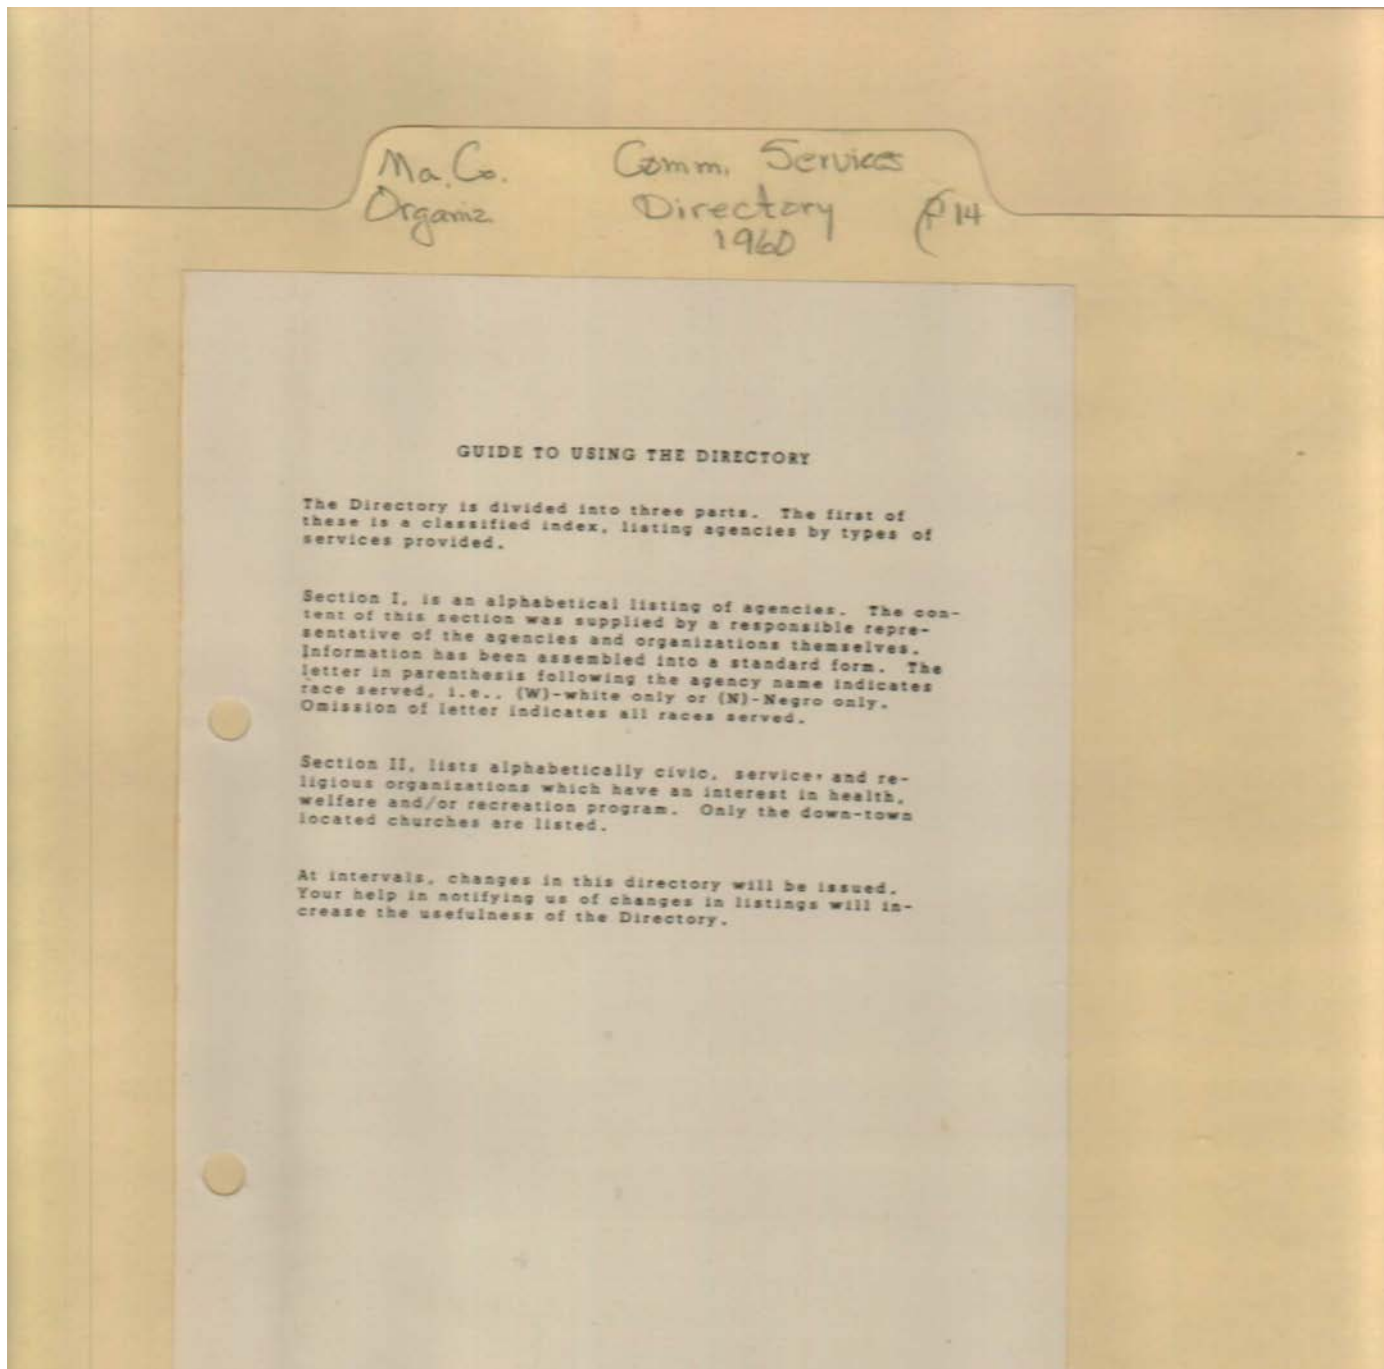 Ma. Co. Comm. Services
Organiz. Directory P 14
1960
GUIDE TO USING THE DIRECTORY
The Directory is divided into three parts. The first of
these is a classified index, listing agencies by types of
services provided.
Section I, is an alphabetical listing of agencies. The con-
tent of this section was supplied by a responsible repre-
sentative of the agencies and organizations themselves.
Information has been assembled into a standard form. The
letter in parenthesis following the agency name indicates
race served, i.e., (W)-white only or (N)-Negro only.
Omission of letter indicates all races served.
Section II, lists alphabetically civic, service, and re-
ligious organizations which have an interest in health,
welfare and/or recreation program. Only the down-town
located churches are listed.
At intervals, changes in this directory will be issued.
Your help in notifying us of changes in listings will in-
crease the usefulness of the Directory.